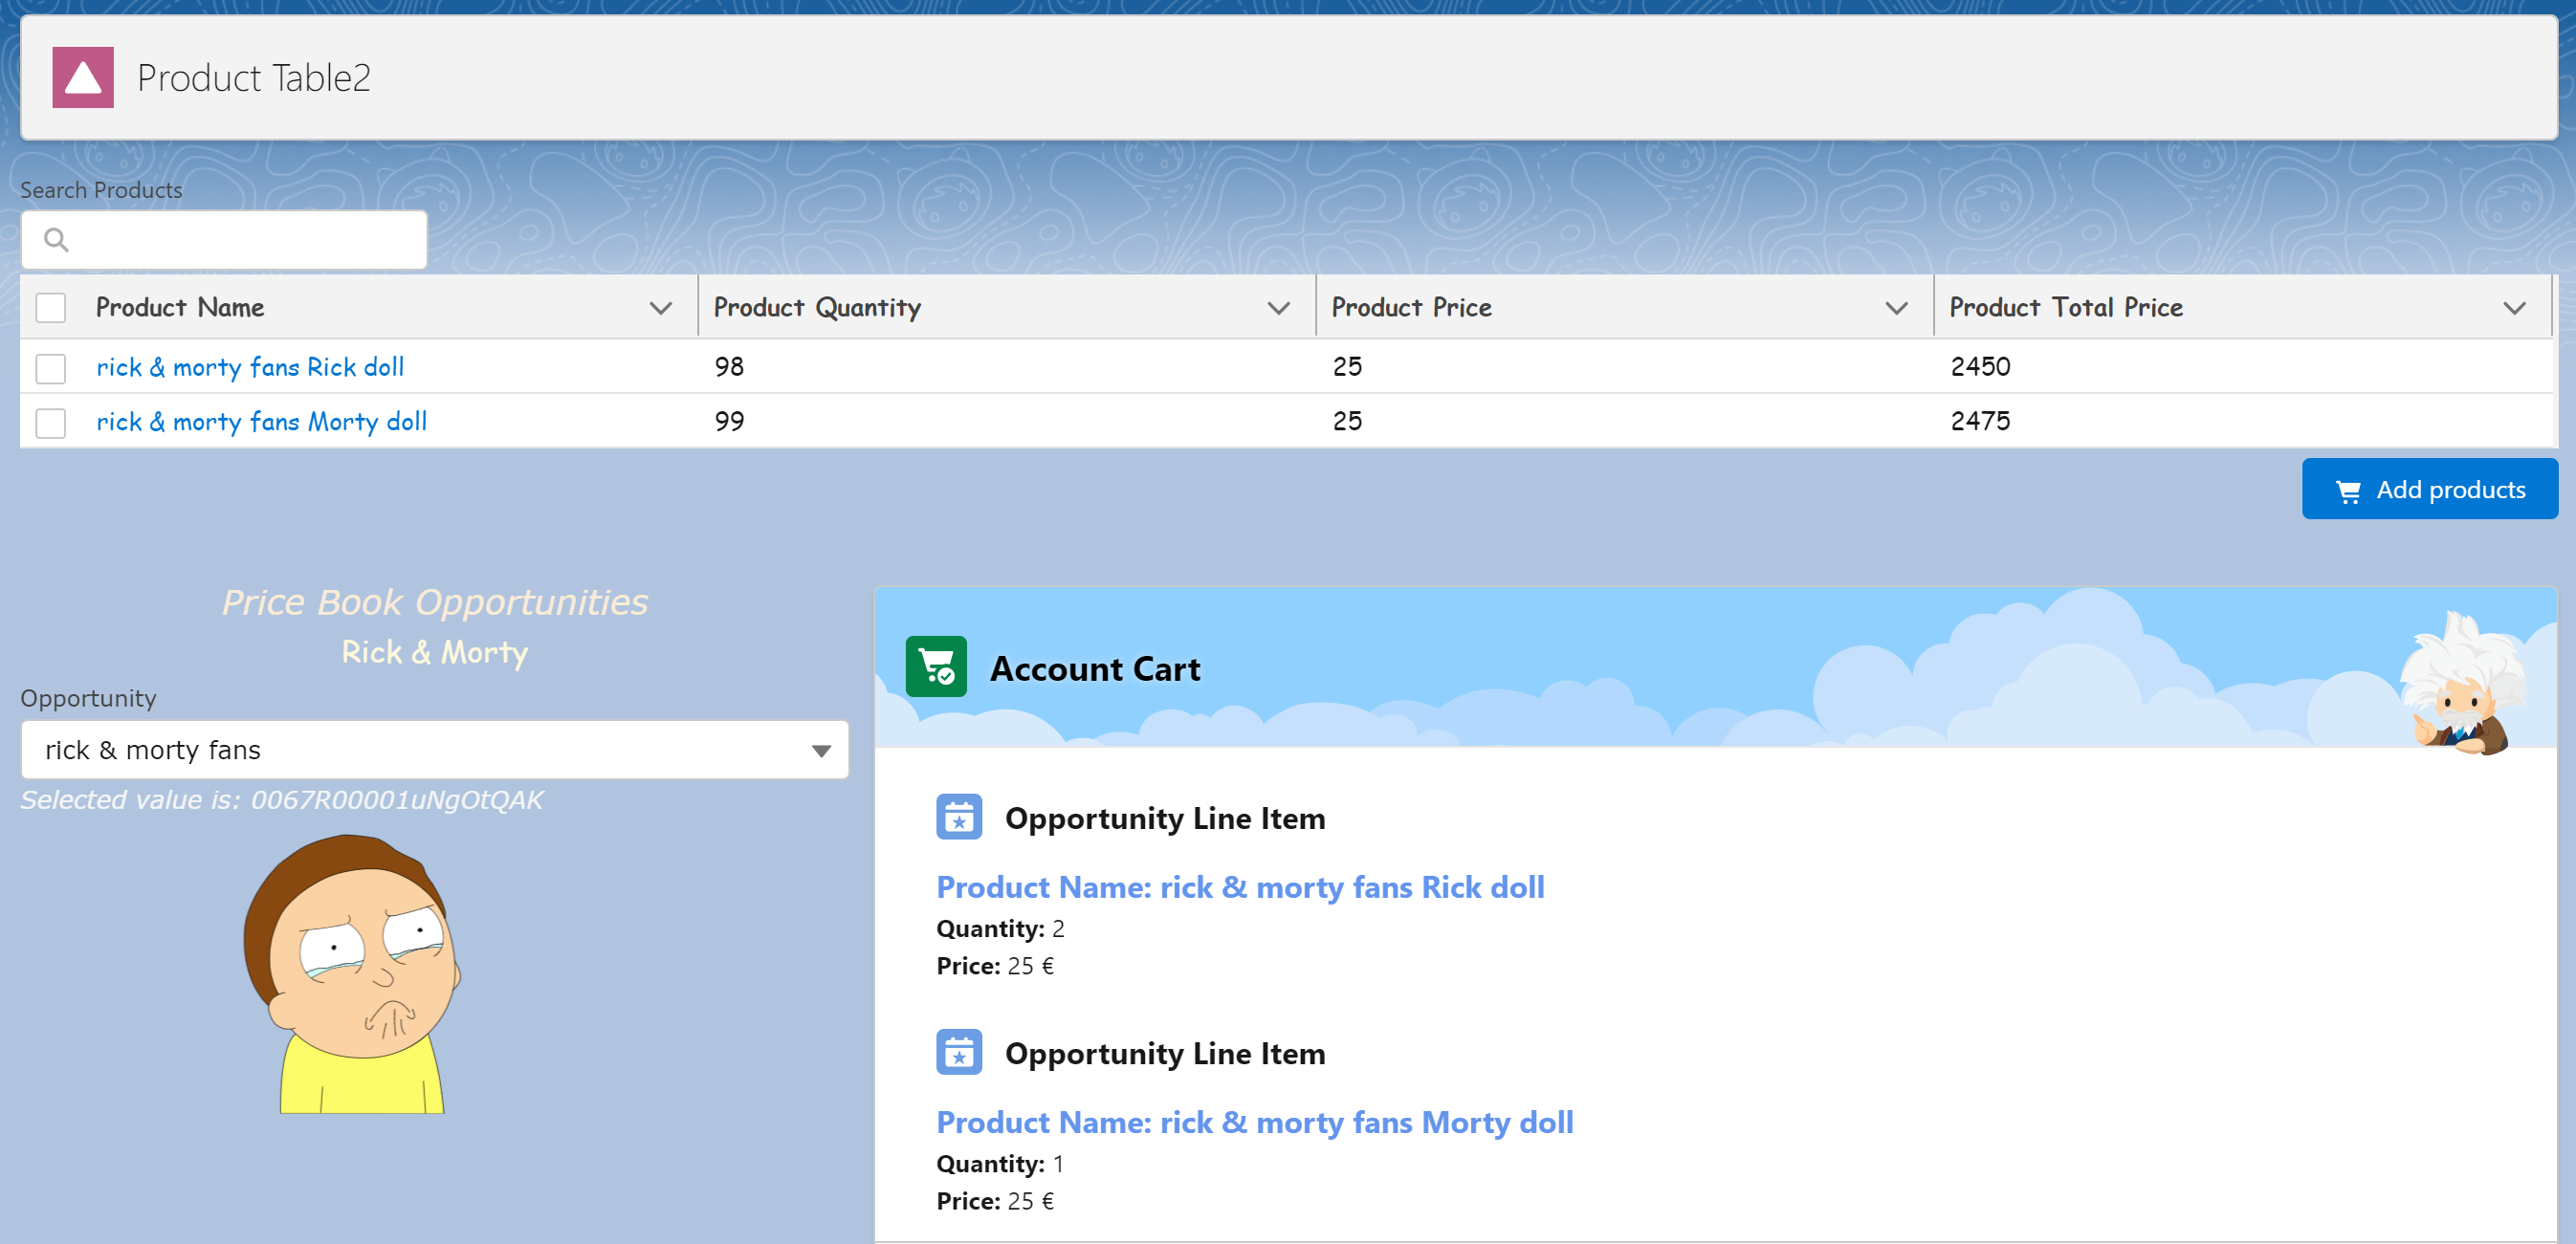 Product Table2
Search Products
Product Name Product Quantity Product Price Product Total Price
rick & morty fans Rick doll 98 25 2450
rick & morty fans Morty doll 99 25 2475
Add products
Price Book Opportunities
Rick & Morty
Opportunity
rick & morty fans
Selected value is: 0067R00001uNgOtQAK
Account Cart
Opportunity Line Item
Product Name: rick & morty fans Rick doll
Quantity: 2
Price: 25 €
Opportunity Line Item
Product Name: rick & morty fans Morty doll
Quantity: 1
Price: 25 €